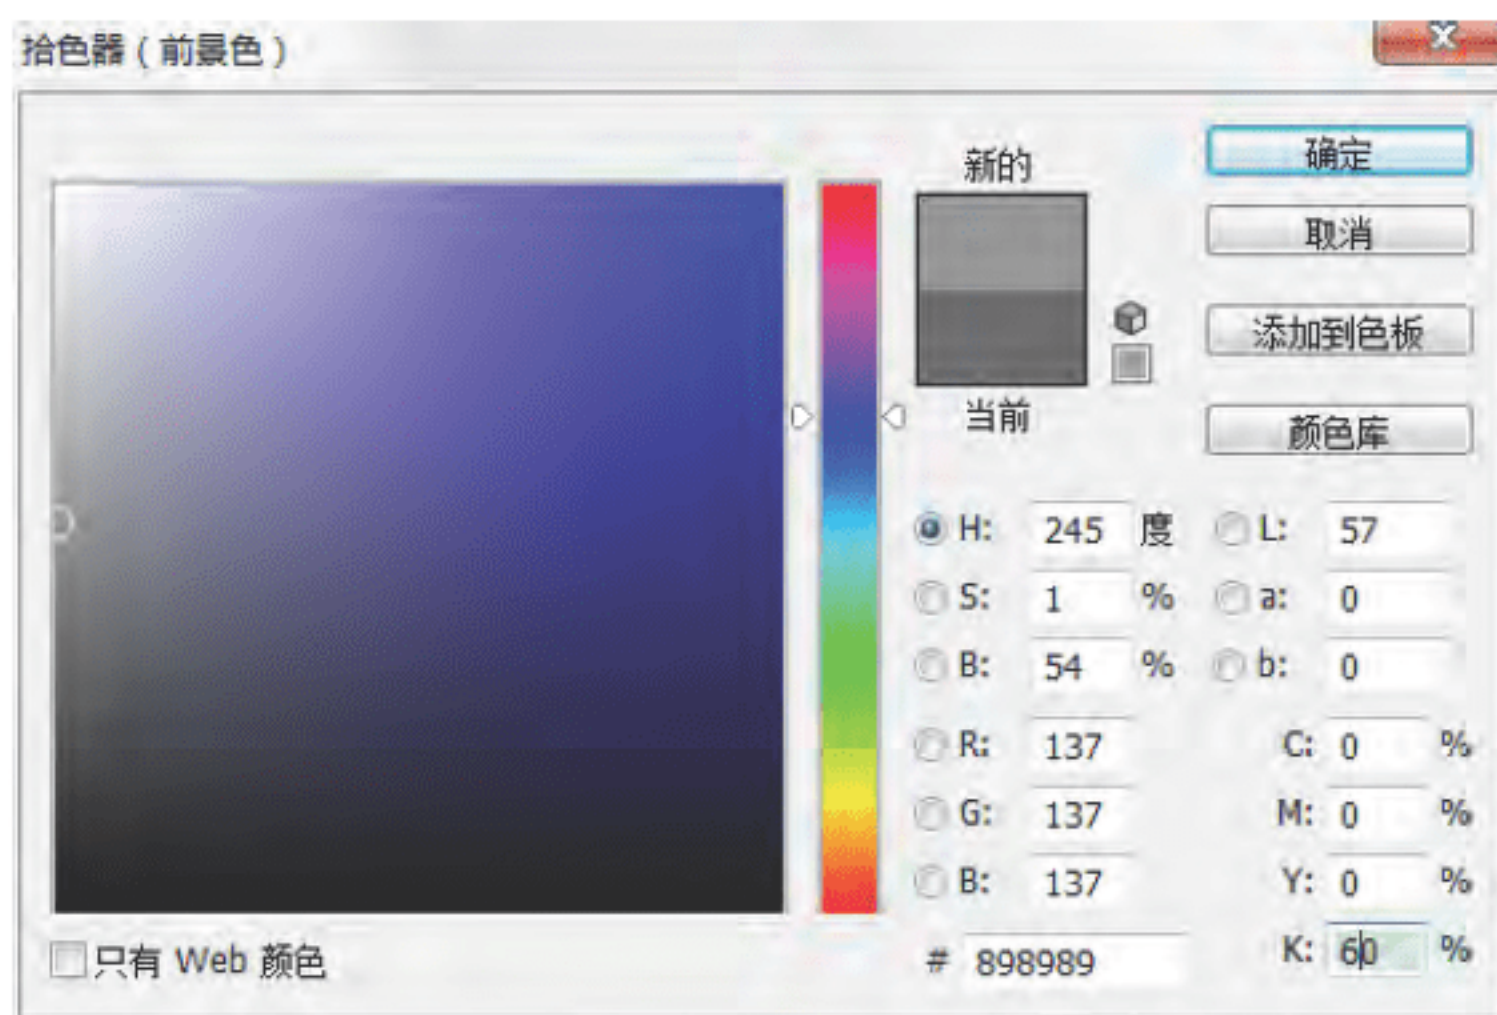 拾色器（前景色）
新的
当前
确定
取消
添加到色板
颜色库
H: 245 度
S: 1 %
B: 54 %
R: 137
G: 137
B: 137
# 898989
L: 57
a: 0
b: 0
C: 0 %
M: 0 %
Y: 0 %
K: 60 %
只有 Web 颜色